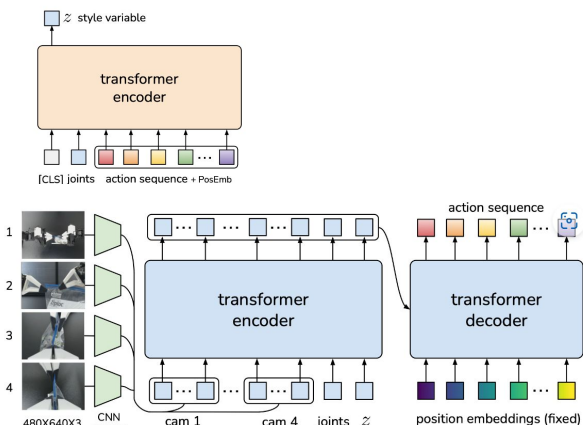 z style variable
transformer
encoder
[CLS] joints action sequence + PosEmb
action sequence
1
2
3
4
transformer
encoder
transformer
decoder
480X640X3
CNN
cam 1
cam 4
joints
z
position embeddings (fixed)